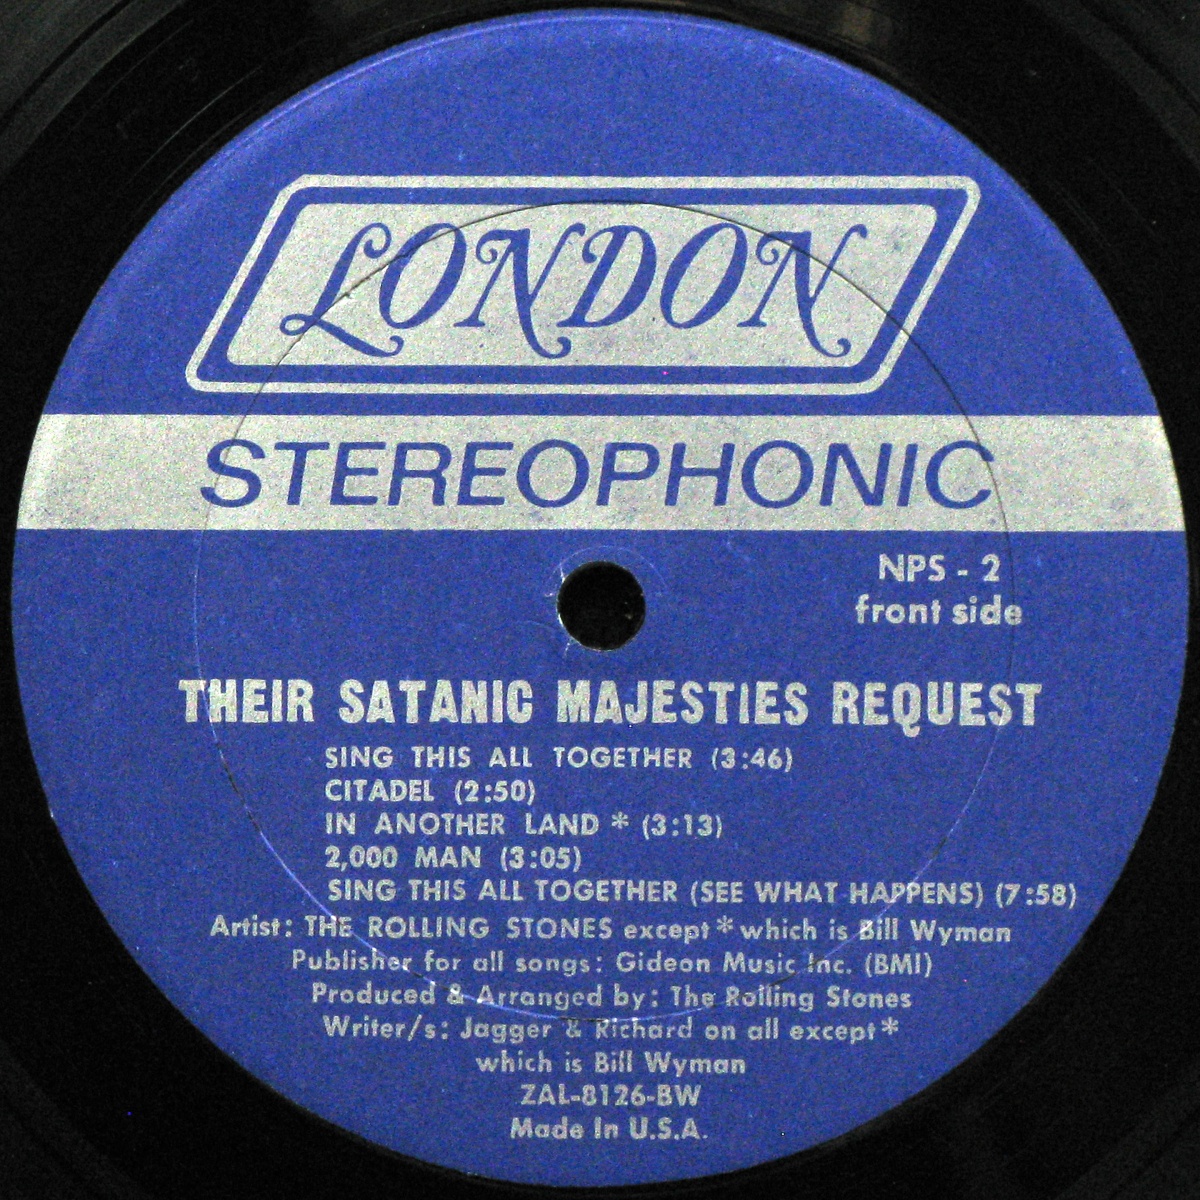 LONDON
STEREOPHONIC
NPS - 2
front side
THEIR SATANIC MAJESTIES REQUEST
SING THIS ALL TOGETHER (3:46)
CITADEL (2:50)
IN ANOTHER LAND * (3:13)
2,000 MAN (3:05)
SING THIS ALL TOGETHER (SEE WHAT HAPPENS) (7:58)
Artist: THE ROLLING STONES except * which is Bill Wyman
Publisher for all songs: Gideon Music Inc. (BMI)
Produced & Arranged by: The Rolling Stones
Writer/s: Jagger & Richard on all except *
which is Bill Wyman
ZAL-8126-BW
Made In U.S.A.